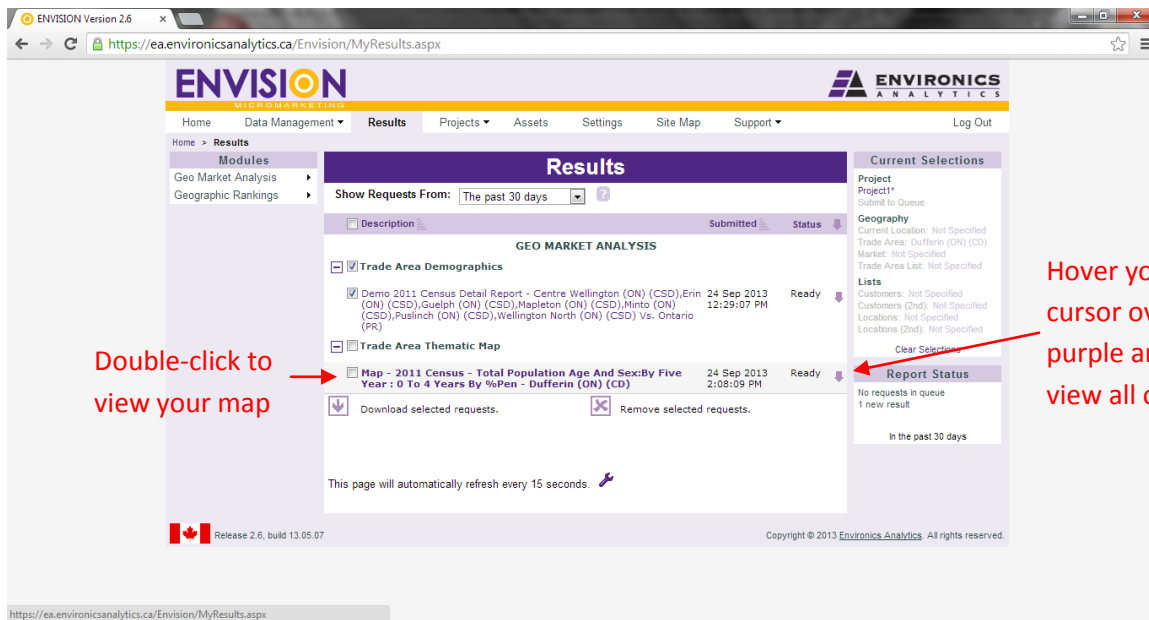 ENVISION Version 2.6
https://ea.environicsanalytics.ca/Envision/MyResults.aspx
ENVISION
MICROMARKETING
ENVIRONICS
ANALYTICS
Home Data Management Results Projects Assets Settings Site Map Support Log Out
Home > Results
Modules
Geo Market Analysis
Geographic Rankings
Results
Show Requests From: The past 30 days ?
Description Submitted Status
GEO MARKET ANALYSIS
Trade Area Demographics
Demo 2011 Census Detail Report - Centre Wellington (ON) (CSD),Erin 24 Sep 2013 Ready
(ON) (CSD),Guelph (ON) (CSD),Mapleton (ON) (CSD),Minto (ON) 12:29:07 PM
(CSD),Puslinch (ON) (CSD),Wellington North (ON) (CSD) Vs. Ontario
(PR)
Trade Area Thematic Map
Map - 2011 Census - Total Population Age And Sex:By Five 24 Sep 2013 Ready
Year : 0 To 4 Years By %Pen - Dufferin (ON) (CD) 2:08:09 PM
Download selected requests. Remove selected requests.
This page will automatically refresh every 15 seconds.
Current Selections
Project
Project1*
Submit to Queue
Geography
Current Location: Not Specified
Trade Area: Dufferin (ON) (CD)
Market: Not Specified
Trade Area List: Not Specified
Lists
Customers: Not Specified
Customers (2nd): Not Specified
Locations: Not Specified
Locations (2nd): Not Specified
Clear Selections
Report Status
No requests in queue
1 new result
In the past 30 days
Double-click to
view your map
Hover yo
cursor ov
purple ar
view all o
Release 2.6, build 13.05.07
Copyright © 2013 Environics Analytics. All rights reserved.
https://ea.environicsanalytics.ca/Envision/MyResults.aspx